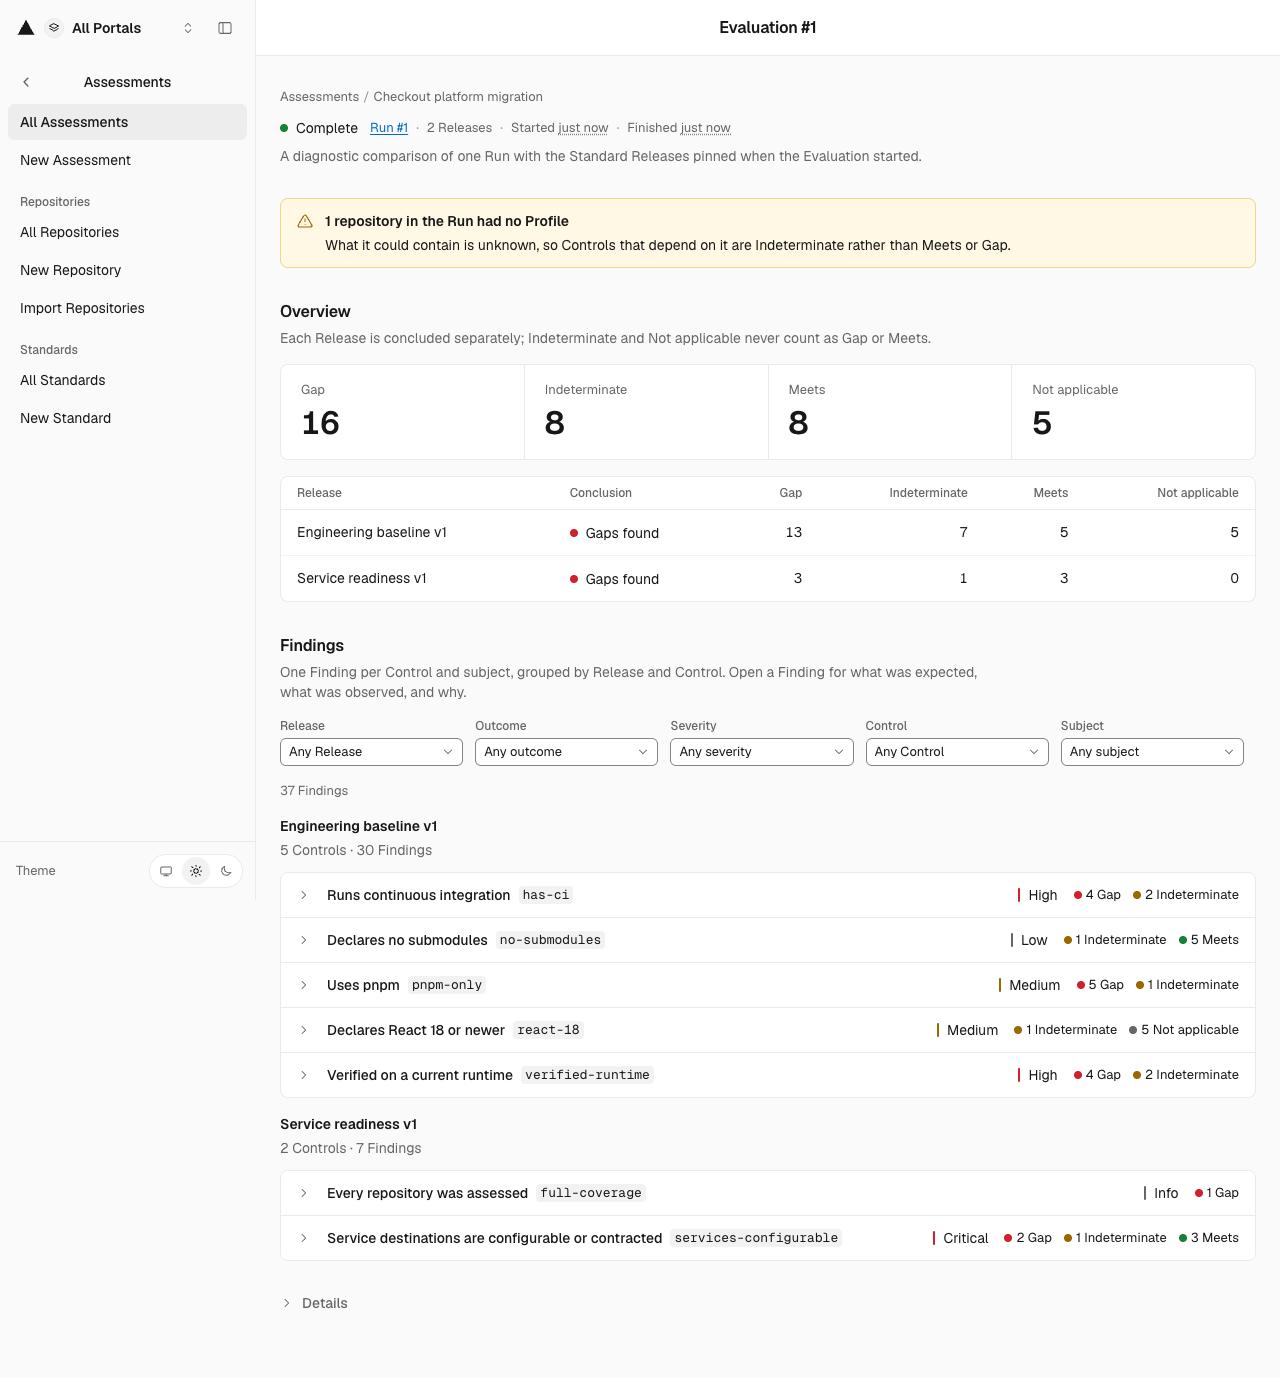 All Portals
Evaluation #1
Assessments
All Assessments
New Assessment
Repositories
All Repositories
New Repository
Import Repositories
Standards
All Standards
New Standard
Theme
Assessments / Checkout platform migration
Complete Run #1 · 2 Releases · Started just now · Finished just now
A diagnostic comparison of one Run with the Standard Releases pinned when the Evaluation started.
1 repository in the Run had no Profile
What it could contain is unknown, so Controls that depend on it are Indeterminate rather than Meets or Gap.
Overview
Each Release is concluded separately; Indeterminate and Not applicable never count as Gap or Meets.
Gap Indeterminate Meets Not applicable
16 8 8 5
Release Conclusion Gap Indeterminate Meets Not applicable
Engineering baseline v1 Gaps found 13 7 5 5
Service readiness v1 Gaps found 3 1 3 0
Findings
One Finding per Control and subject, grouped by Release and Control. Open a Finding for what was expected,
what was observed, and why.
Release Outcome Severity Control Subject
Any Release Any outcome Any severity Any Control Any subject
37 Findings
Engineering baseline v1
5 Controls · 30 Findings
Runs continuous integration has-ci High 4 Gap 2 Indeterminate
Declares no submodules no-submodules Low 1 Indeterminate 5 Meets
Uses pnpm pnpm-only Medium 5 Gap 1 Indeterminate
Declares React 18 or newer react-18 Medium 1 Indeterminate 5 Not applicable
Verified on a current runtime verified-runtime High 4 Gap 2 Indeterminate
Service readiness v1
2 Controls · 7 Findings
Every repository was assessed full-coverage Info 1 Gap
Service destinations are configurable or contracted services-configurable Critical 2 Gap 1 Indeterminate 3 Meets
Details